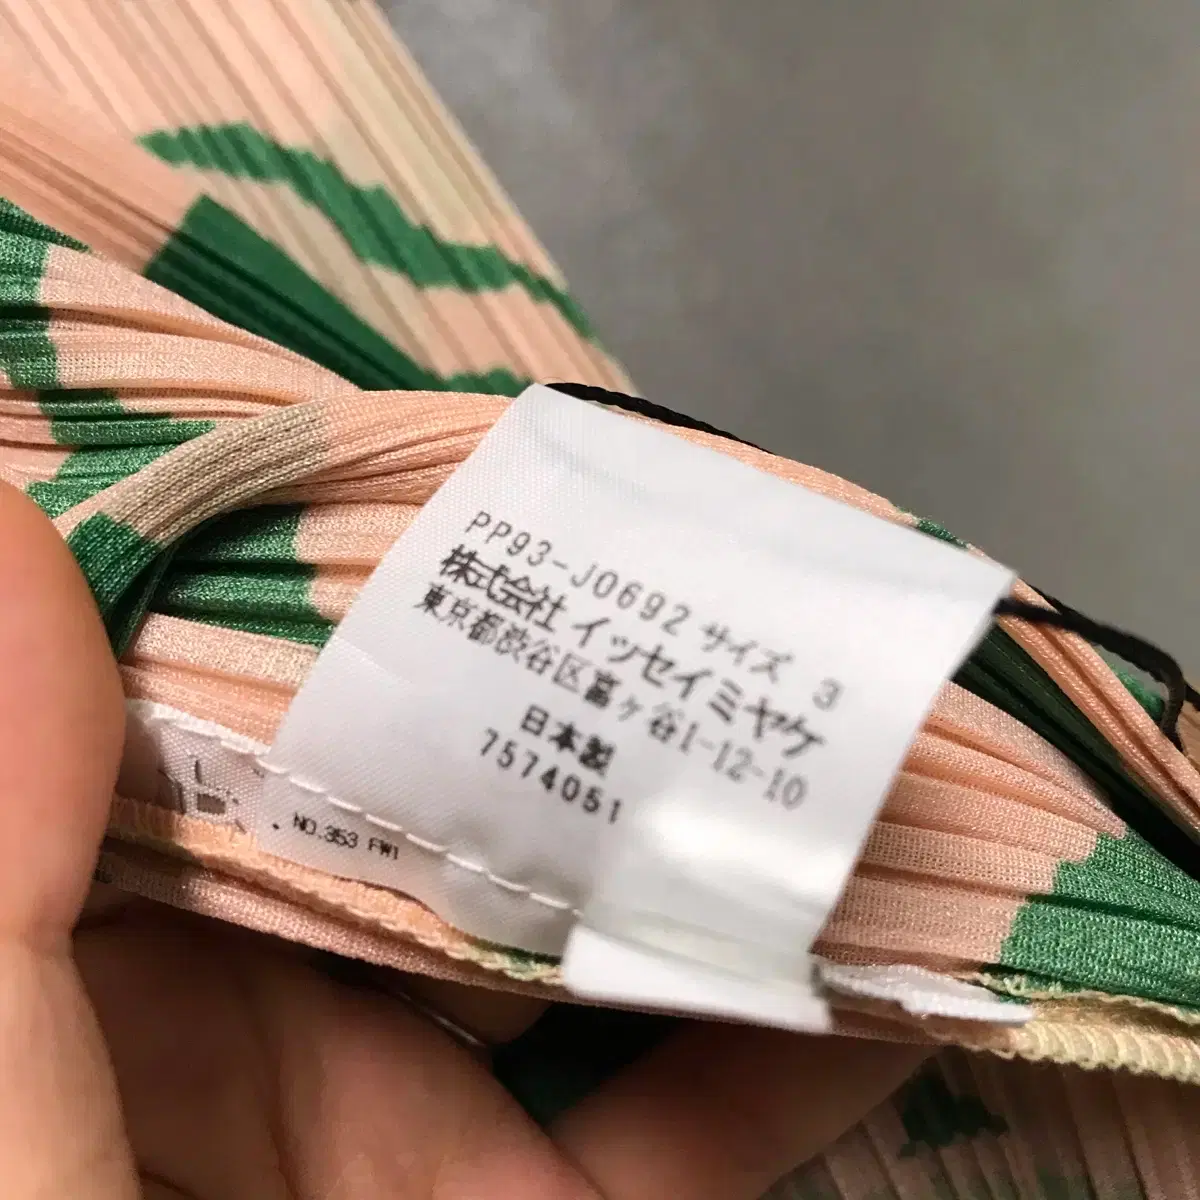 PP93-J0692 サイズ 3
株式会社イッセイミヤケ
東京都渋谷区富ヶ谷1-12-10
日本製
7574051
NO.353 FW1